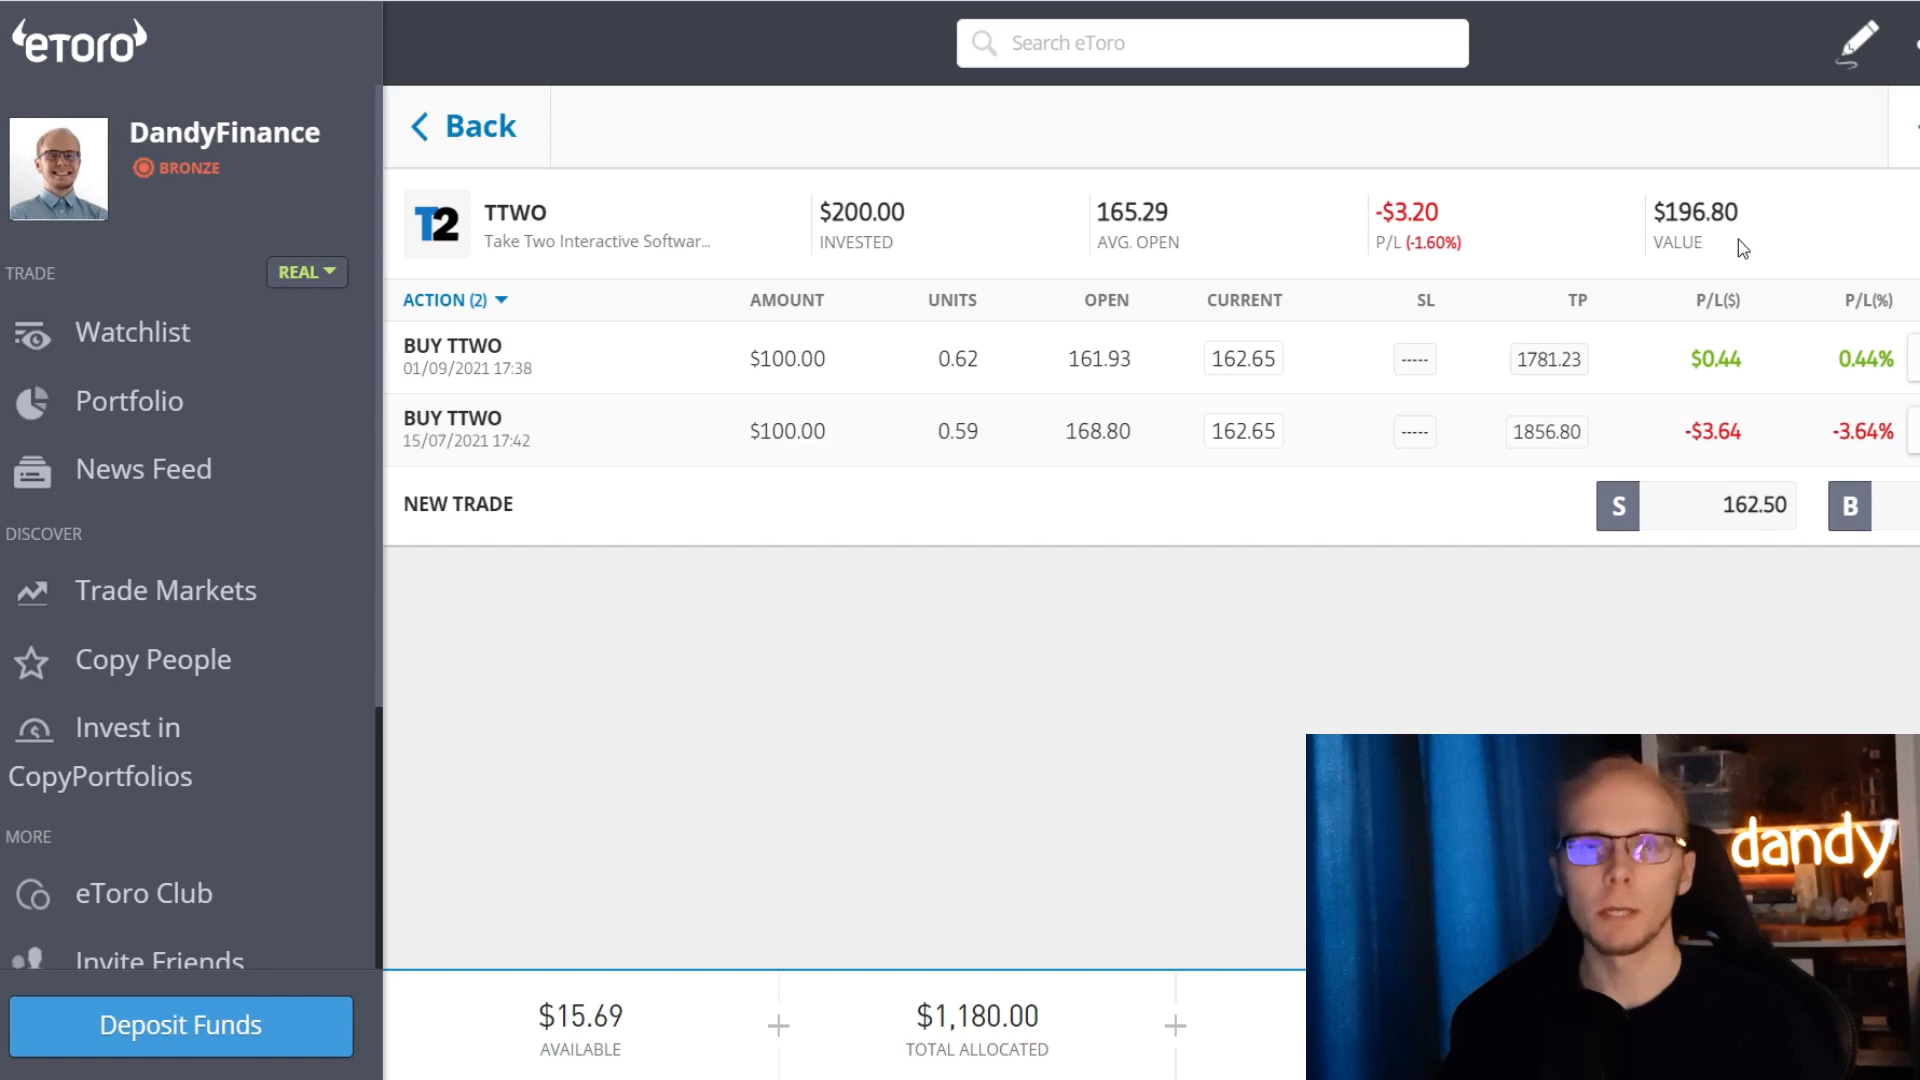 eToro
Search eToro
DandyFinance
BRONZE
TRADE
REAL
Watchlist
Portfolio
News Feed
DISCOVER
Trade Markets
Copy People
Invest in
CopyPortfolios
MORE
eToro Club
Invite Friends
Deposit Funds
Back
T2
TTWO
Take Two Interactive Softwar...
$200.00
INVESTED
165.29
AVG. OPEN
-$3.20
P/L (-1.60%)
$196.80
VALUE
ACTION (2) AMOUNT UNITS OPEN CURRENT SL TP P/L($) P/L(%)
BUY TTWO
01/09/2021 17:38
$100.00 0.62 161.93 162.65 ----- 1781.23 $0.44 0.44%
BUY TTWO
15/07/2021 17:42
$100.00 0.59 168.80 162.65 ----- 1856.80 -$3.64 -3.64%
NEW TRADE S 162.50 B
dandy
$15.69
AVAILABLE
+
$1,180.00
TOTAL ALLOCATED
+